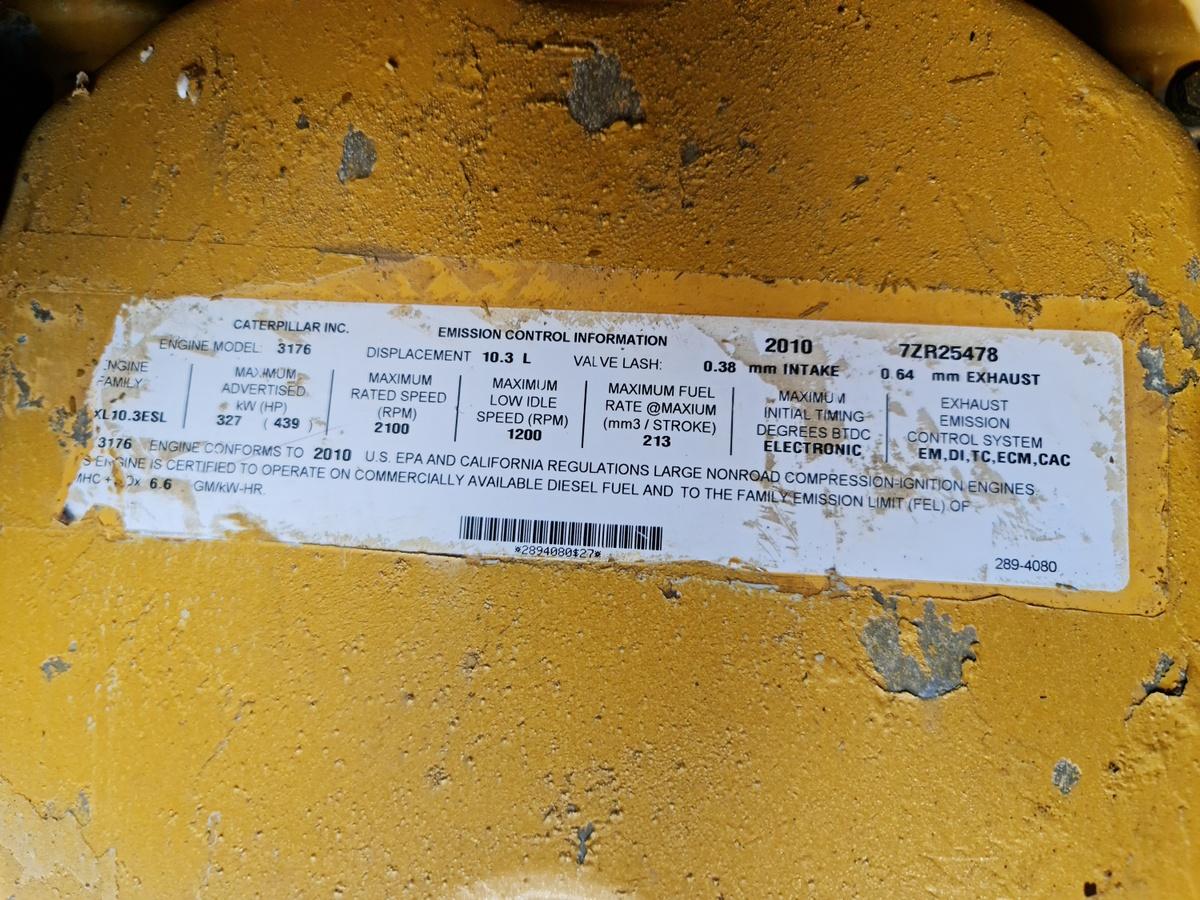 CATERPILLAR INC. EMISSION CONTROL INFORMATION 2010 7ZR25478
ENGINE MODEL: 3176 DISPLACEMENT 10.3 L VALVE LASH: 0.38 mm INTAKE 0.64 mm EXHAUST
ENGINE
FAMILY
XL10.3ESL
MAXIMUM
ADVERTISED
kW (HP)
327 ( 439 )
MAXIMUM
RATED SPEED
(RPM)
2100
MAXIMUM
LOW IDLE
SPEED (RPM)
1200
MAXIMUM FUEL
RATE @MAXIUM
(mm3 / STROKE)
213
MAXIMUM
INITIAL TIMING
DEGREES BTDC
ELECTRONIC
EXHAUST
EMISSION
CONTROL SYSTEM
EM,DI,TC,ECM,CAC
3176 ENGINE CONFORMS TO 2010 U.S. EPA AND CALIFORNIA REGULATIONS LARGE NONROAD COMPRESSION-IGNITION ENGINES
S ENGINE IS CERTIFIED TO OPERATE ON COMMERCIALLY AVAILABLE DIESEL FUEL AND TO THE FAMILY EMISSION LIMIT (FEL) OF
MHC + Ox 6.6 GM/KW-HR.
*2894080$27*
289-4080